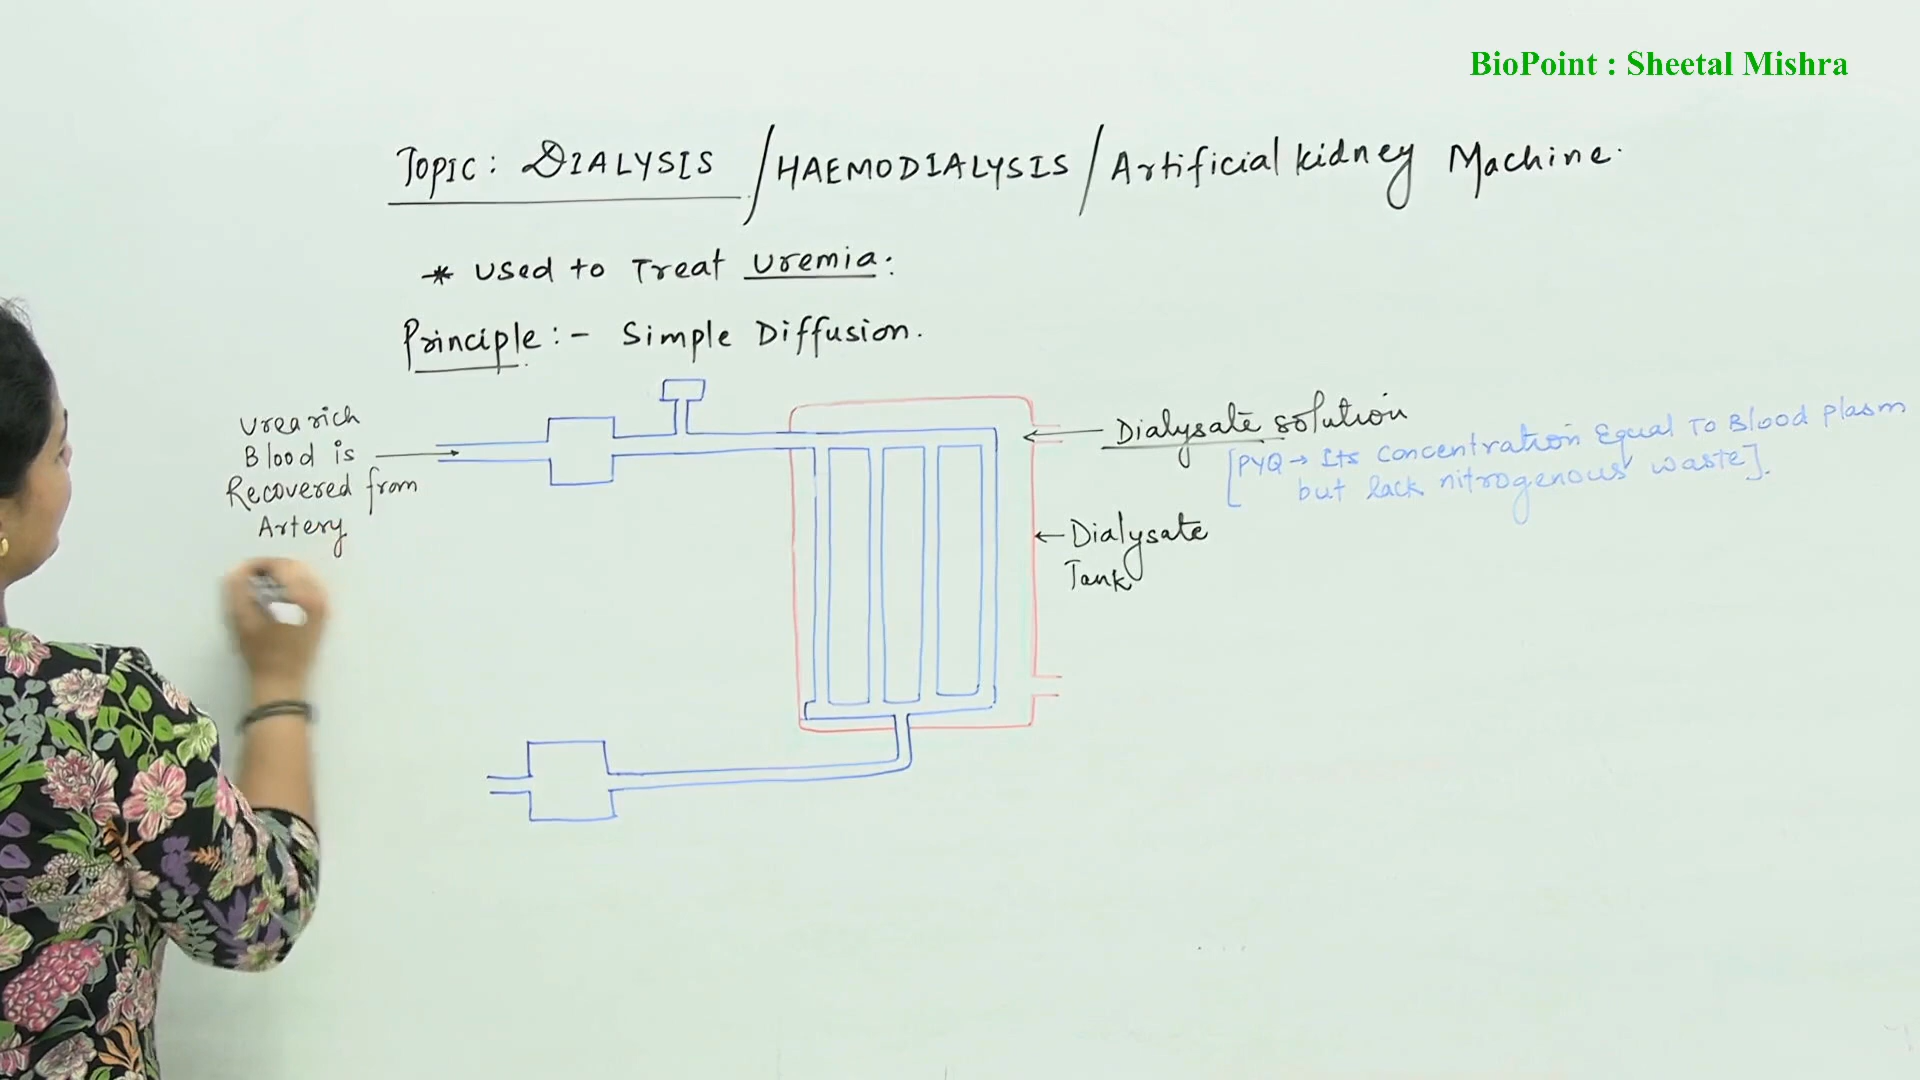 BioPoint : Sheetal Mishra
TOPIC: DIALYSIS / HAEMODIALYSIS / Artificial kidney Machine.
* Used to Treat Uremia.
Principle:- Simple Diffusion.
Urea rich
Blood is
Recovered from
Artery
Dialysate solution
[PYQ → Its concentration Equal To Blood plasm
but lack nitrogenous waste].
Dialysate
Tank